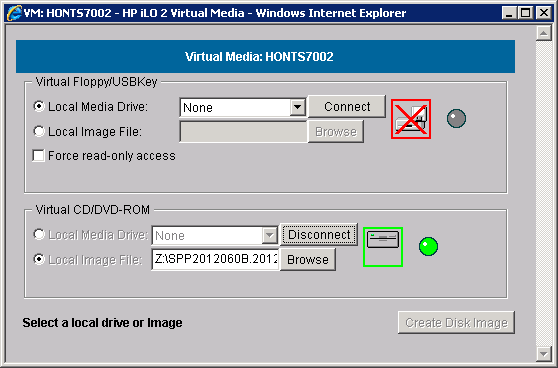 VM: HONTS7002 - HP iLO 2 Virtual Media - Windows Internet Explorer
Virtual Media: HONTS7002
Virtual Floppy/USBKey
Local Media Drive: None Connect
Local Image File: Browse
Force read-only access
Virtual CD/DVD-ROM
Local Media Drive: None Disconnect
Local Image File: Z:\SPP2012060B.2012 Browse
Select a local drive or Image Create Disk Image